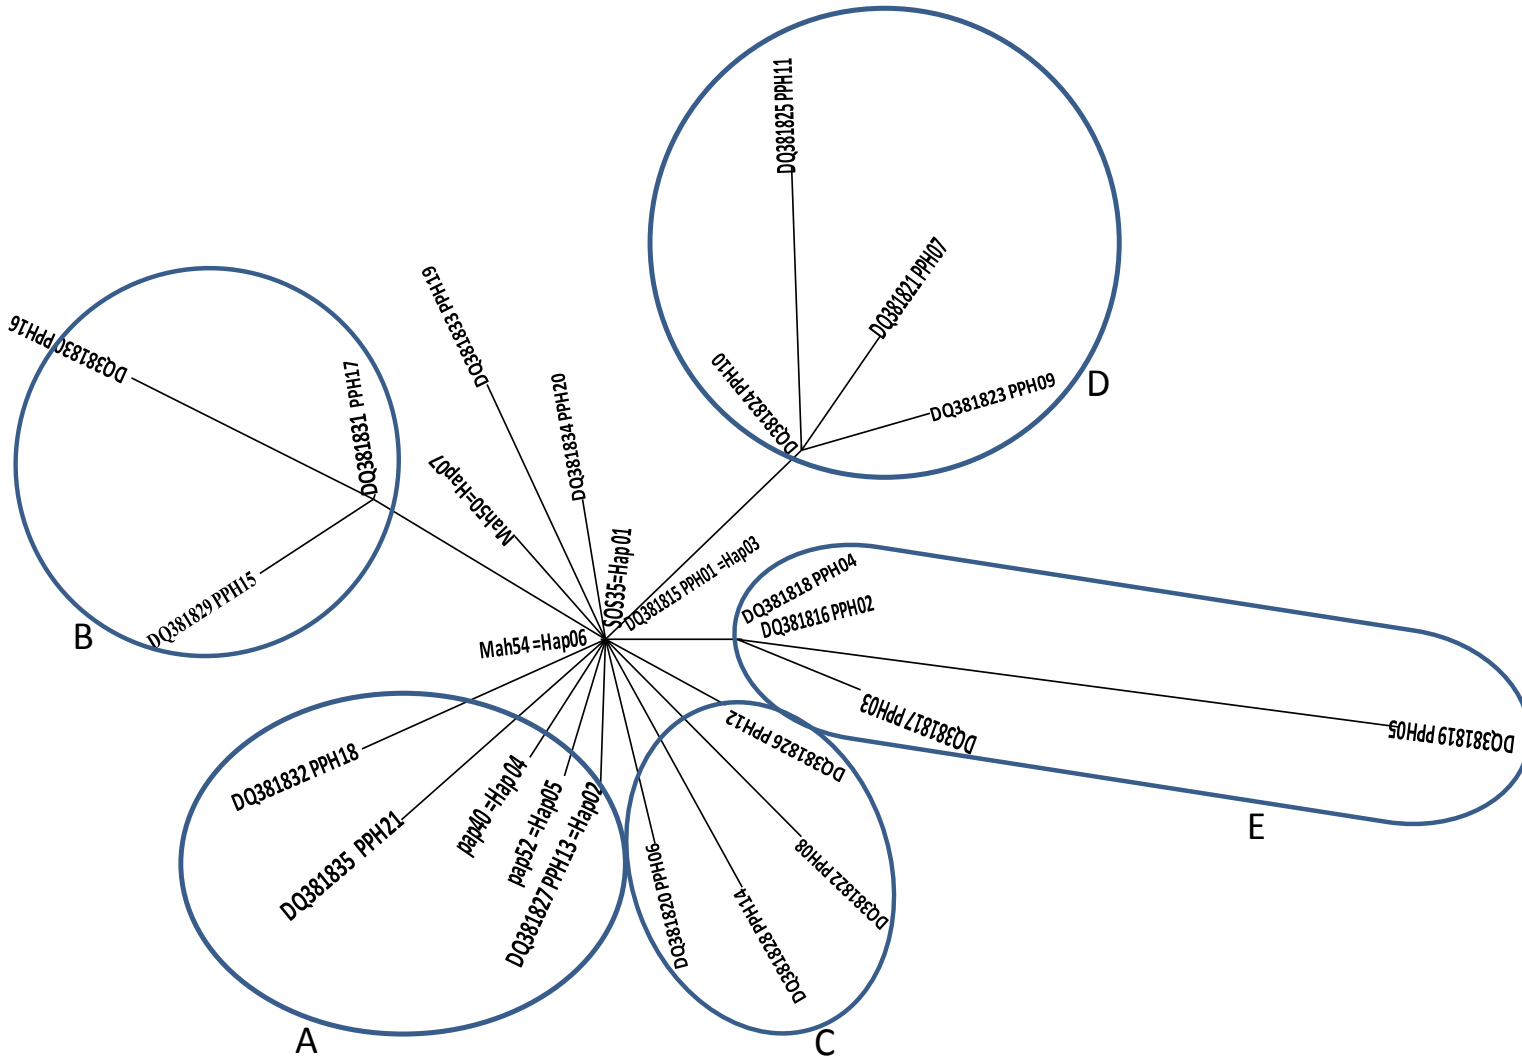 DQ381825 PPH11
DQ381821 PPH07
DQ381824 PPH10
DQ381823 PPH09
D
DQ381833 PPH19
DQ381834 PPH20
Mah50=Hap07
DQ381830 PPH16
DQ381831 PPH17
DQ381829 PPH15
B
SOS35=Hap01
DQ381815 PPH01 =Hap03
Mah54 =Hap06
DQ381818 PPH04
DQ381816 PPH02
DQ381817 PPH03
DQ381819 PPH05
E
DQ381832 PPH18
DQ381835 PPH21
pap40 =Hap04
pap52 =Hap05
DQ381827 PPH13 =Hap02
A
DQ381826 PPH12
DQ381822 PPH08
DQ381828 PPH14
DQ381820 PPH06
C